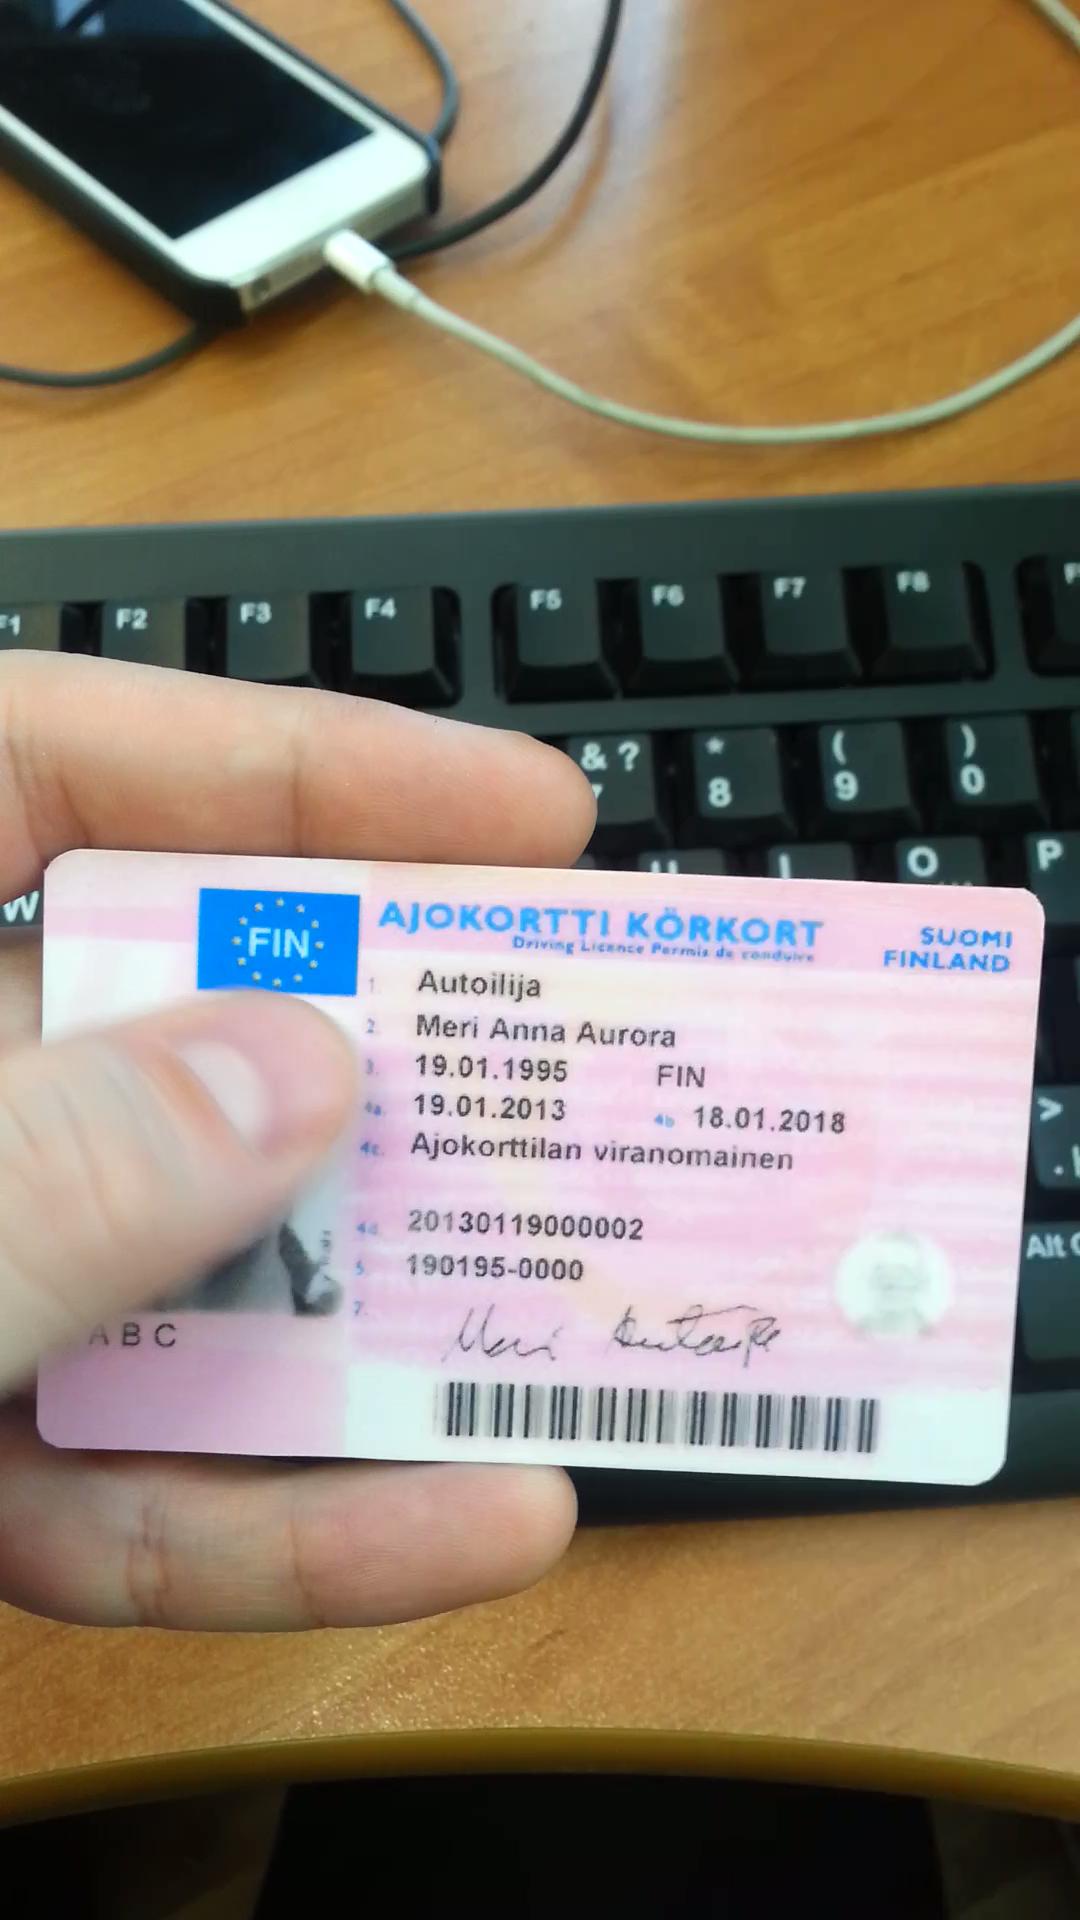 F1 F2 F3 F4 F5 F6 F7 F8
& ? * ( )
8 9 0
W U I O P
FIN
AJOKORTTI KÖRKORT
Driving Licence Permis de conduire
SUOMI
FINLAND
1. Autoilija
2. Meri Anna Aurora
3. 19.01.1995 FIN
4a. 19.01.2013 4b 18.01.2018
4c. Ajokorttilan viranomainen
4d. 20130119000002
5. 190195-0000
7. Meri Autoilija
A B C
>
.
Alt